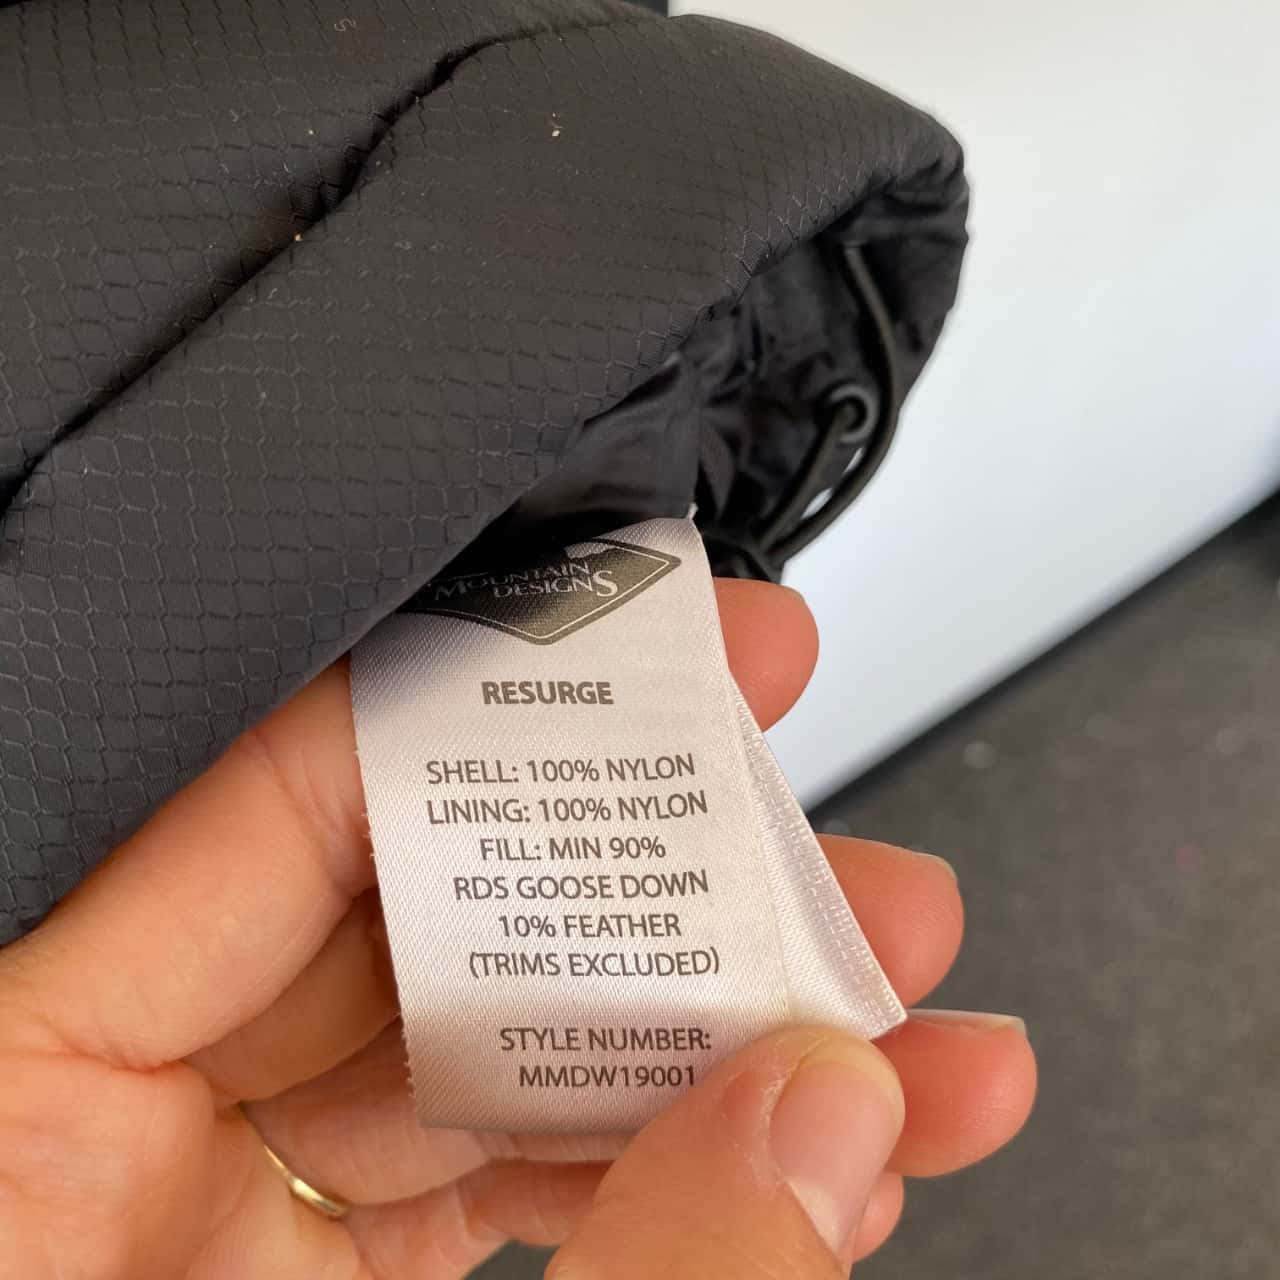 MOUNTAIN
DESIGNS
RESURGE
SHELL: 100% NYLON
LINING: 100% NYLON
FILL: MIN 90%
RDS GOOSE DOWN
10% FEATHER
(TRIMS EXCLUDED)
STYLE NUMBER:
MMDW19001